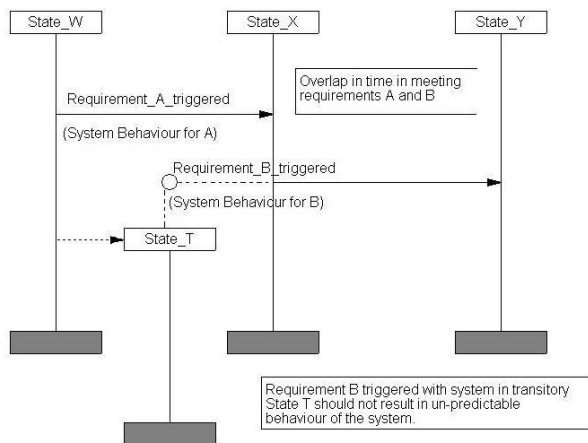 State_W
State_X
State_Y
Overlap in time in meeting
requirements A and B
Requirement_A_triggered
(System Behaviour for A)
Requirement_B_triggered
(System Behaviour for B)
State_T
Requirement B triggered with system in transitory
State T should not result in un-predictable
behaviour of the system.